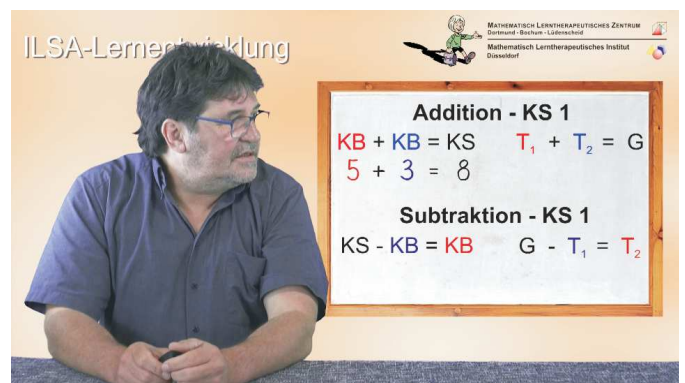 ILSA-Lernentwicklung
MATHEMATISCH LERNTHERAPEUTISCHES ZENTRUM
Dortmund - Bochum - Lüdenscheid
Mathematisch Lerntherapeutisches Institut
Düsseldorf
Addition - KS 1
KB + KB = KS T₁ + T₂ = G
5 + 3 = 8
Subtraktion - KS 1
KS - KB = KB G - T₁ = T₂